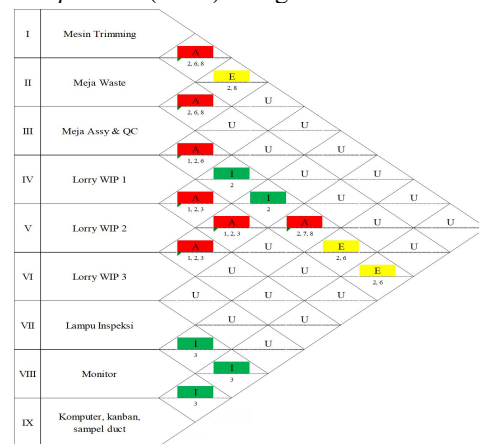 I Mesin Trimming
A
2, 6, 8
E
II Meja Waste
2, 8
A U
2, 6, 8
U U
III Meja Assy & QC
A U U
1, 2, 6
I U U
IV Lorry WIP 1
2
A I U U
1, 2, 3 2
A A U U
V Lorry WIP 2
1, 2, 3 2, 7, 8
A U E U
1, 2, 3 2, 6
U U E
VI Lorry WIP 3
2, 6
U U U
U U
VII Lampu Inspeksi
I U
3
I
VIII Monitor
3
I
3
IX Komputer, kanban,
sampel duct